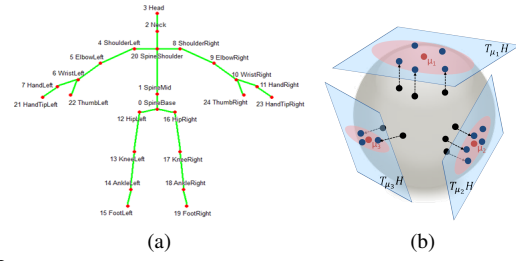 3 Head
2 Neck
4 ShoulderLeft
8 ShoulderRight
20 SpineShoulder
5 ElbowLeft
9 ElbowRight
6 WristLeft
10 WristRight
7 HandLeft
11 HandRight
21 HandTipLeft
22 ThumbLeft
24 ThumbRight
23 HandTipRight
1 SpineMid
0 SpineBase
12 HipLeft
16 HipRight
13 KneeLeft
17 KneeRight
14 AnkleLeft
18 AnkleRight
15 FootLeft
19 FootRight
(a)
Tμ₁H
μ₁
μ₃
μ₂
Tμ₃H
Tμ₂H
(b)